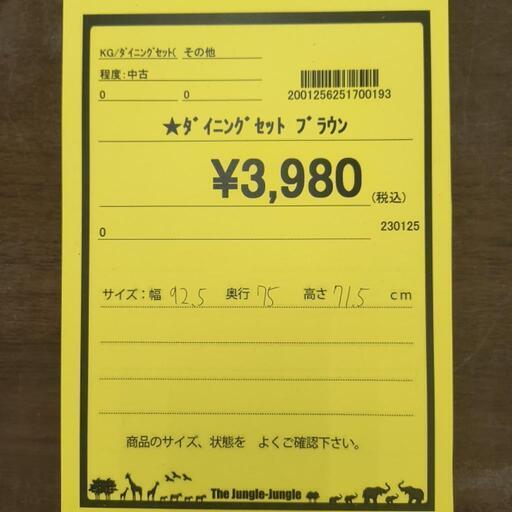 KG/ﾀﾞｲﾆﾝｸﾞｾｯﾄ( その他
程度:中古
0 0
2001256251700193
★ﾀﾞｲﾆﾝｸﾞｾｯﾄ ﾌﾞﾗｳﾝ
¥3,980(税込)
0 230125
サイズ:幅 92.5 奥行 75 高さ 71.5 cm
商品のサイズ、状態を よくご確認下さい。
The Jungle-Jungle